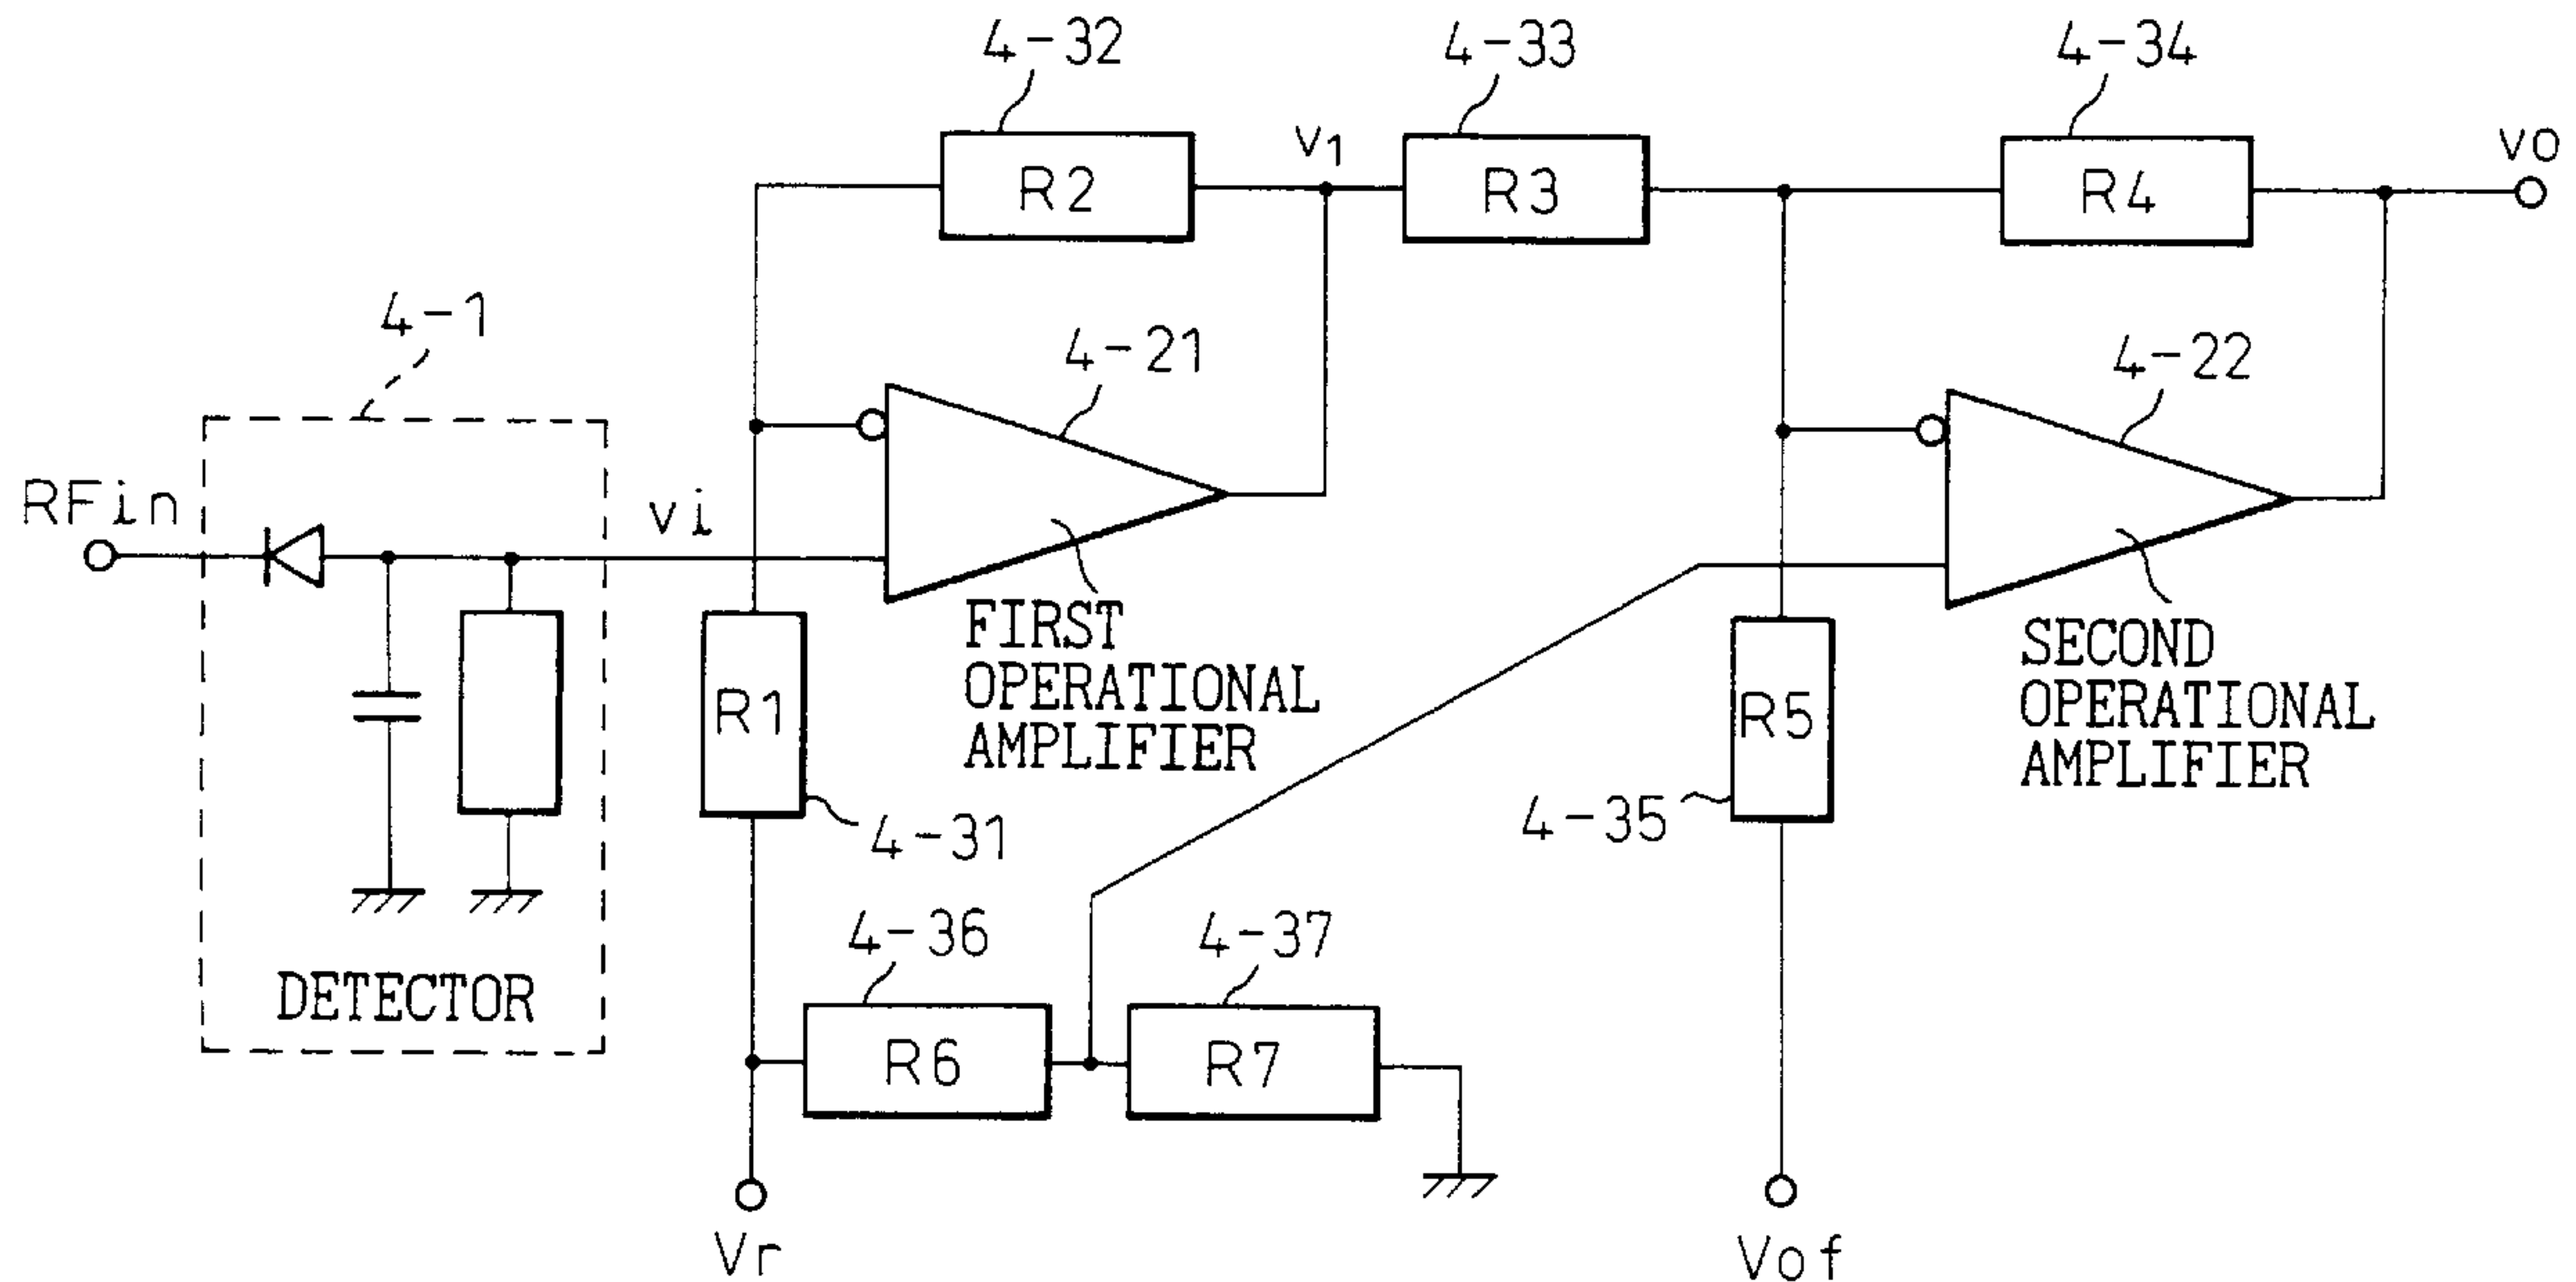 4-32
4-33
4-34
R2
v1
R3
R4
vo
4-1
4-21
4-22
RFin
vi
FIRST
OPERATIONAL
AMPLIFIER
SECOND
OPERATIONAL
AMPLIFIER
R1
R5
4-31
4-35
4-36
4-37
DETECTOR
R6
R7
Vr
Vof